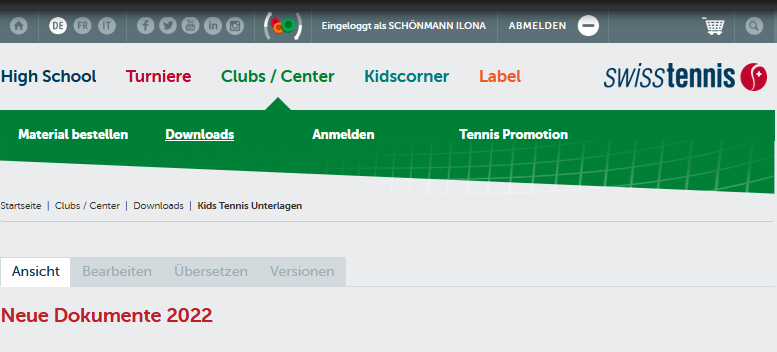 DE FR IT Eingeloggt als SCHÖNMANN ILONA ABMELDEN
High School Turniere Clubs / Center Kidscorner Label swisstennis
Material bestellen Downloads Anmelden Tennis Promotion
Startseite | Clubs / Center | Downloads | Kids Tennis Unterlagen
Ansicht Bearbeiten Übersetzen Versionen
Neue Dokumente 2022